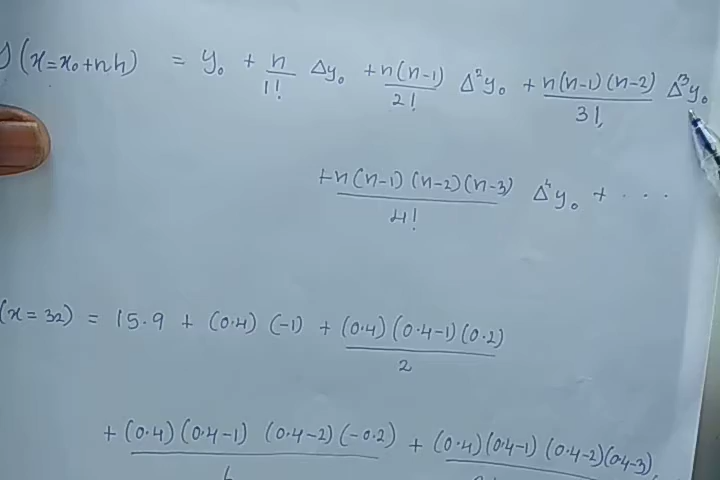 y(x=x₀+nh) = y₀ + n/1! Δy₀ + n(n-1)/2! Δ²y₀ + n(n-1)(n-2)/3! Δ³y₀
+ n(n-1)(n-2)(n-3)/4! Δ⁴y₀ + ...
(x=32) = 15.9 + (0.4)(-1) + (0.4)(0.4-1)(0.2)/2
+ (0.4)(0.4-1)(0.4-2)(-0.2)/6 + (0.4)(0.4-1)(0.4-2)(0.4-3)